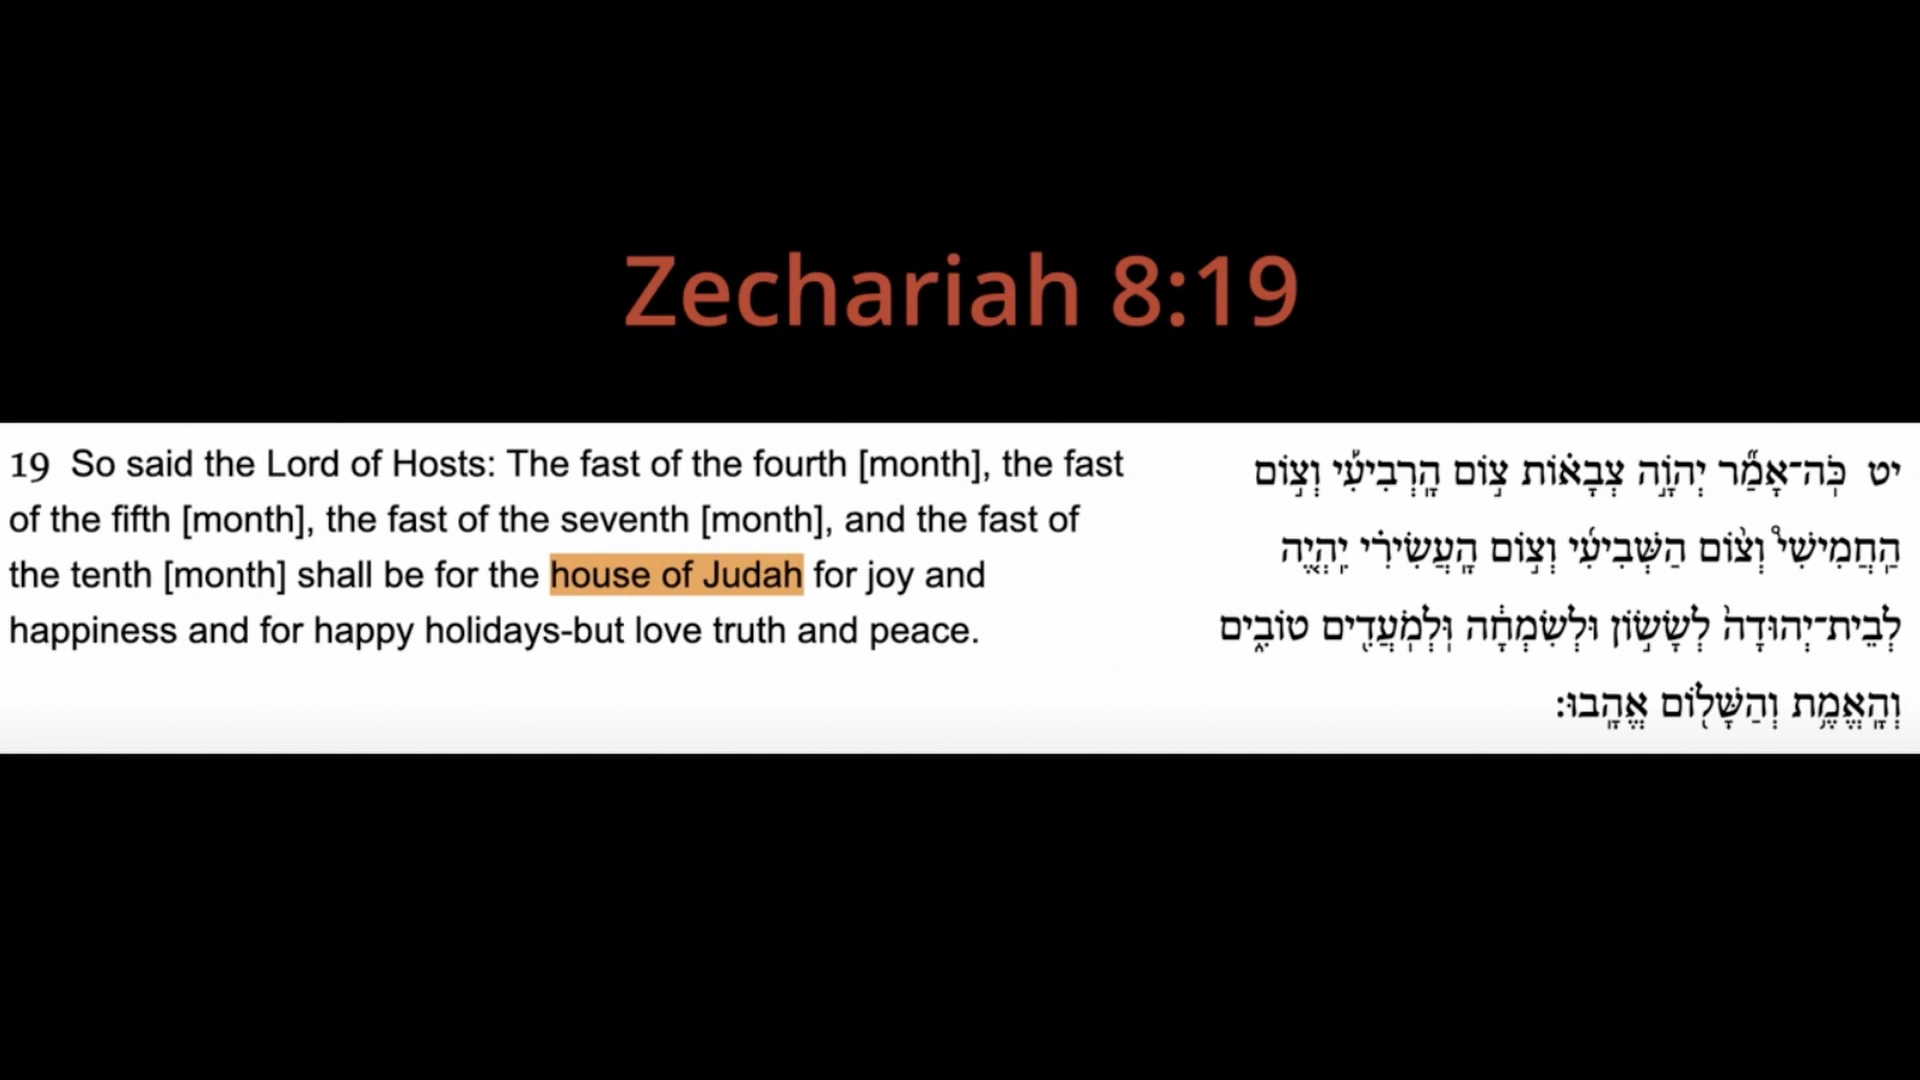 Zechariah 8:19
19 So said the Lord of Hosts: The fast of the fourth [month], the fast
of the fifth [month], the fast of the seventh [month], and the fast of
the tenth [month] shall be for the house of Judah for joy and
happiness and for happy holidays-but love truth and peace.
יט כֹּֽה־אָמַ֞ר יְהֹוָ֣ה צְבָא֗וֹת צ֣וֹם הָֽרְבִיעִ֡י וְצ֣וֹם
הַֽחֲמִישִׁי֩ וְצ֨וֹם הַשְּׁבִיעִ֜י וְצ֣וֹם הָֽעֲשִׂירִ֗י יִֽהְיֶ֚ה
לְבֵית־יְהוּדָה֙ לְשָׂשׂ֣וֹן וּלְשִׂמְחָ֔ה וּֽלְמֹֽעֲדִ֖ים טוֹבִ֑ים
וְהָֽאֱמֶ֥ת וְהַשָּׁל֖וֹם אֱהָֽבוּ: